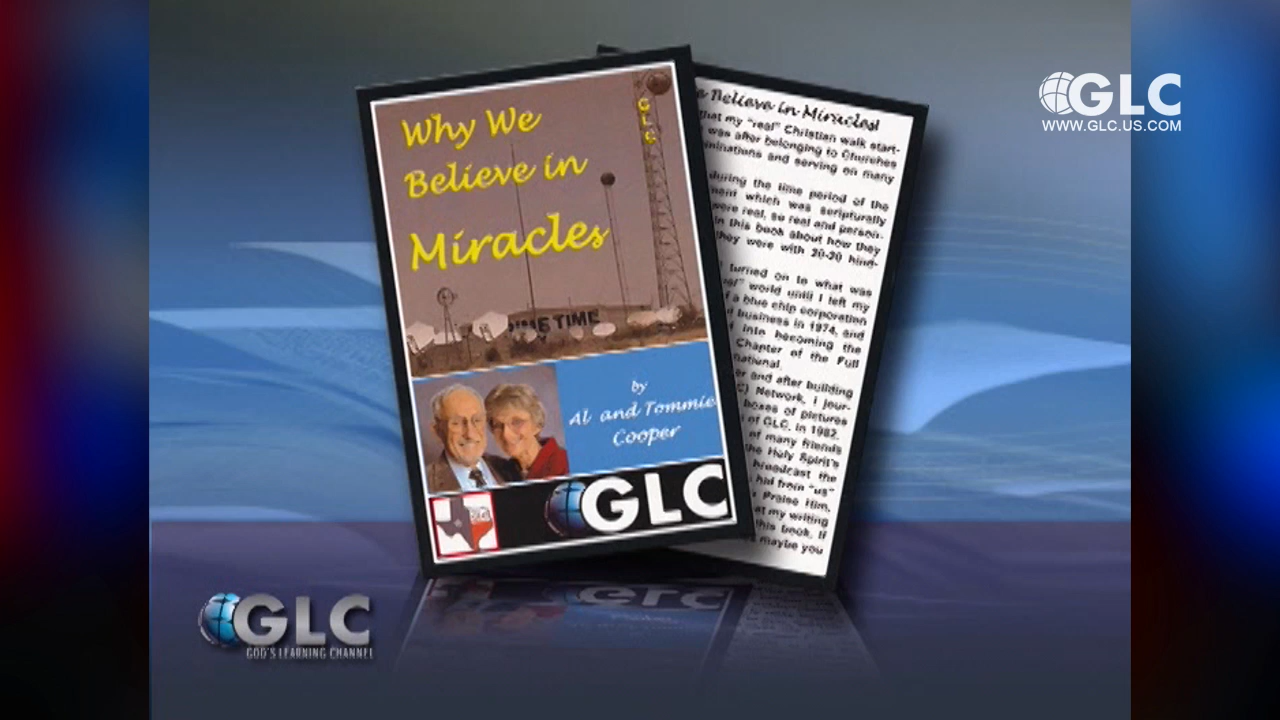 Why We
Believe in
Miracles
GLC
PRIME TIME
by
Al and Tommie
Cooper
GLC
Believe in Miracles!
that my "real" Christian walk start-
was after belonging to Churches
and serving on many
during the time period of the
which was scripturally
were real, so real and person-
in this book about how they
they were with 20-20 hind-
turned on to what was
world until I left my
a blue chip corporation
business in 1974, and
into becoming the
Chapter of the Full
and after building
Network, I jour-
boxes of pictures
of GLC, in 1982.
of many friends
the Holy Spirit's
broadcast the
hid from "us"
Praise Him,
at my writing
this book. If
maybe you
GLC
WWW.GLC.US.COM
GLC
GOD'S LEARNING CHANNEL